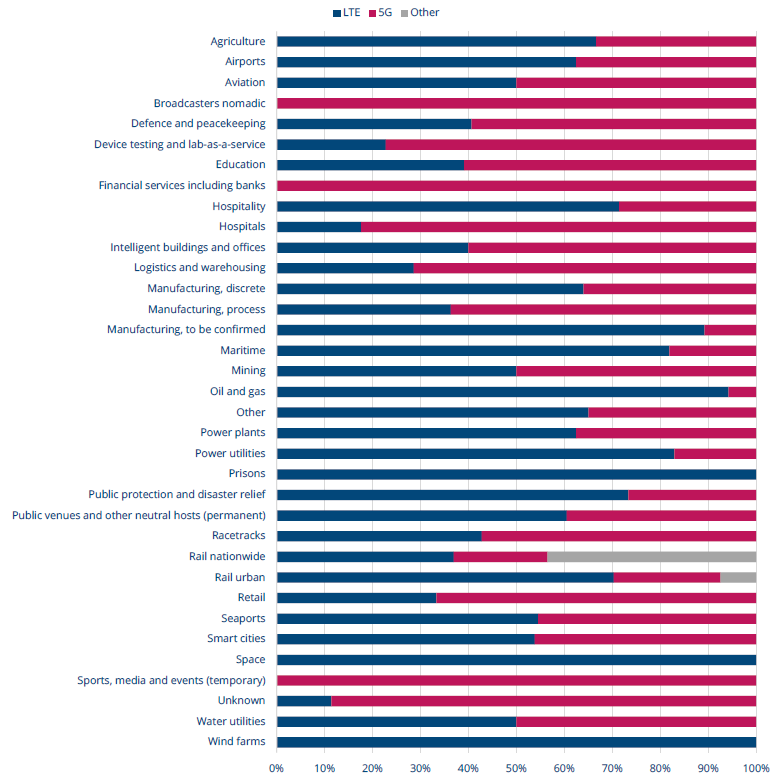 LTE 5G Other
Agriculture
Airports
Aviation
Broadcasters nomadic
Defence and peacekeeping
Device testing and lab-as-a-service
Education
Financial services including banks
Hospitality
Hospitals
Intelligent buildings and offices
Logistics and warehousing
Manufacturing, discrete
Manufacturing, process
Manufacturing, to be confirmed
Maritime
Mining
Oil and gas
Other
Power plants
Power utilities
Prisons
Public protection and disaster relief
Public venues and other neutral hosts (permanent)
Racetracks
Rail nationwide
Rail urban
Retail
Seaports
Smart cities
Space
Sports, media and events (temporary)
Unknown
Water utilities
Wind farms
0% 10% 20% 30% 40% 50% 60% 70% 80% 90% 100%